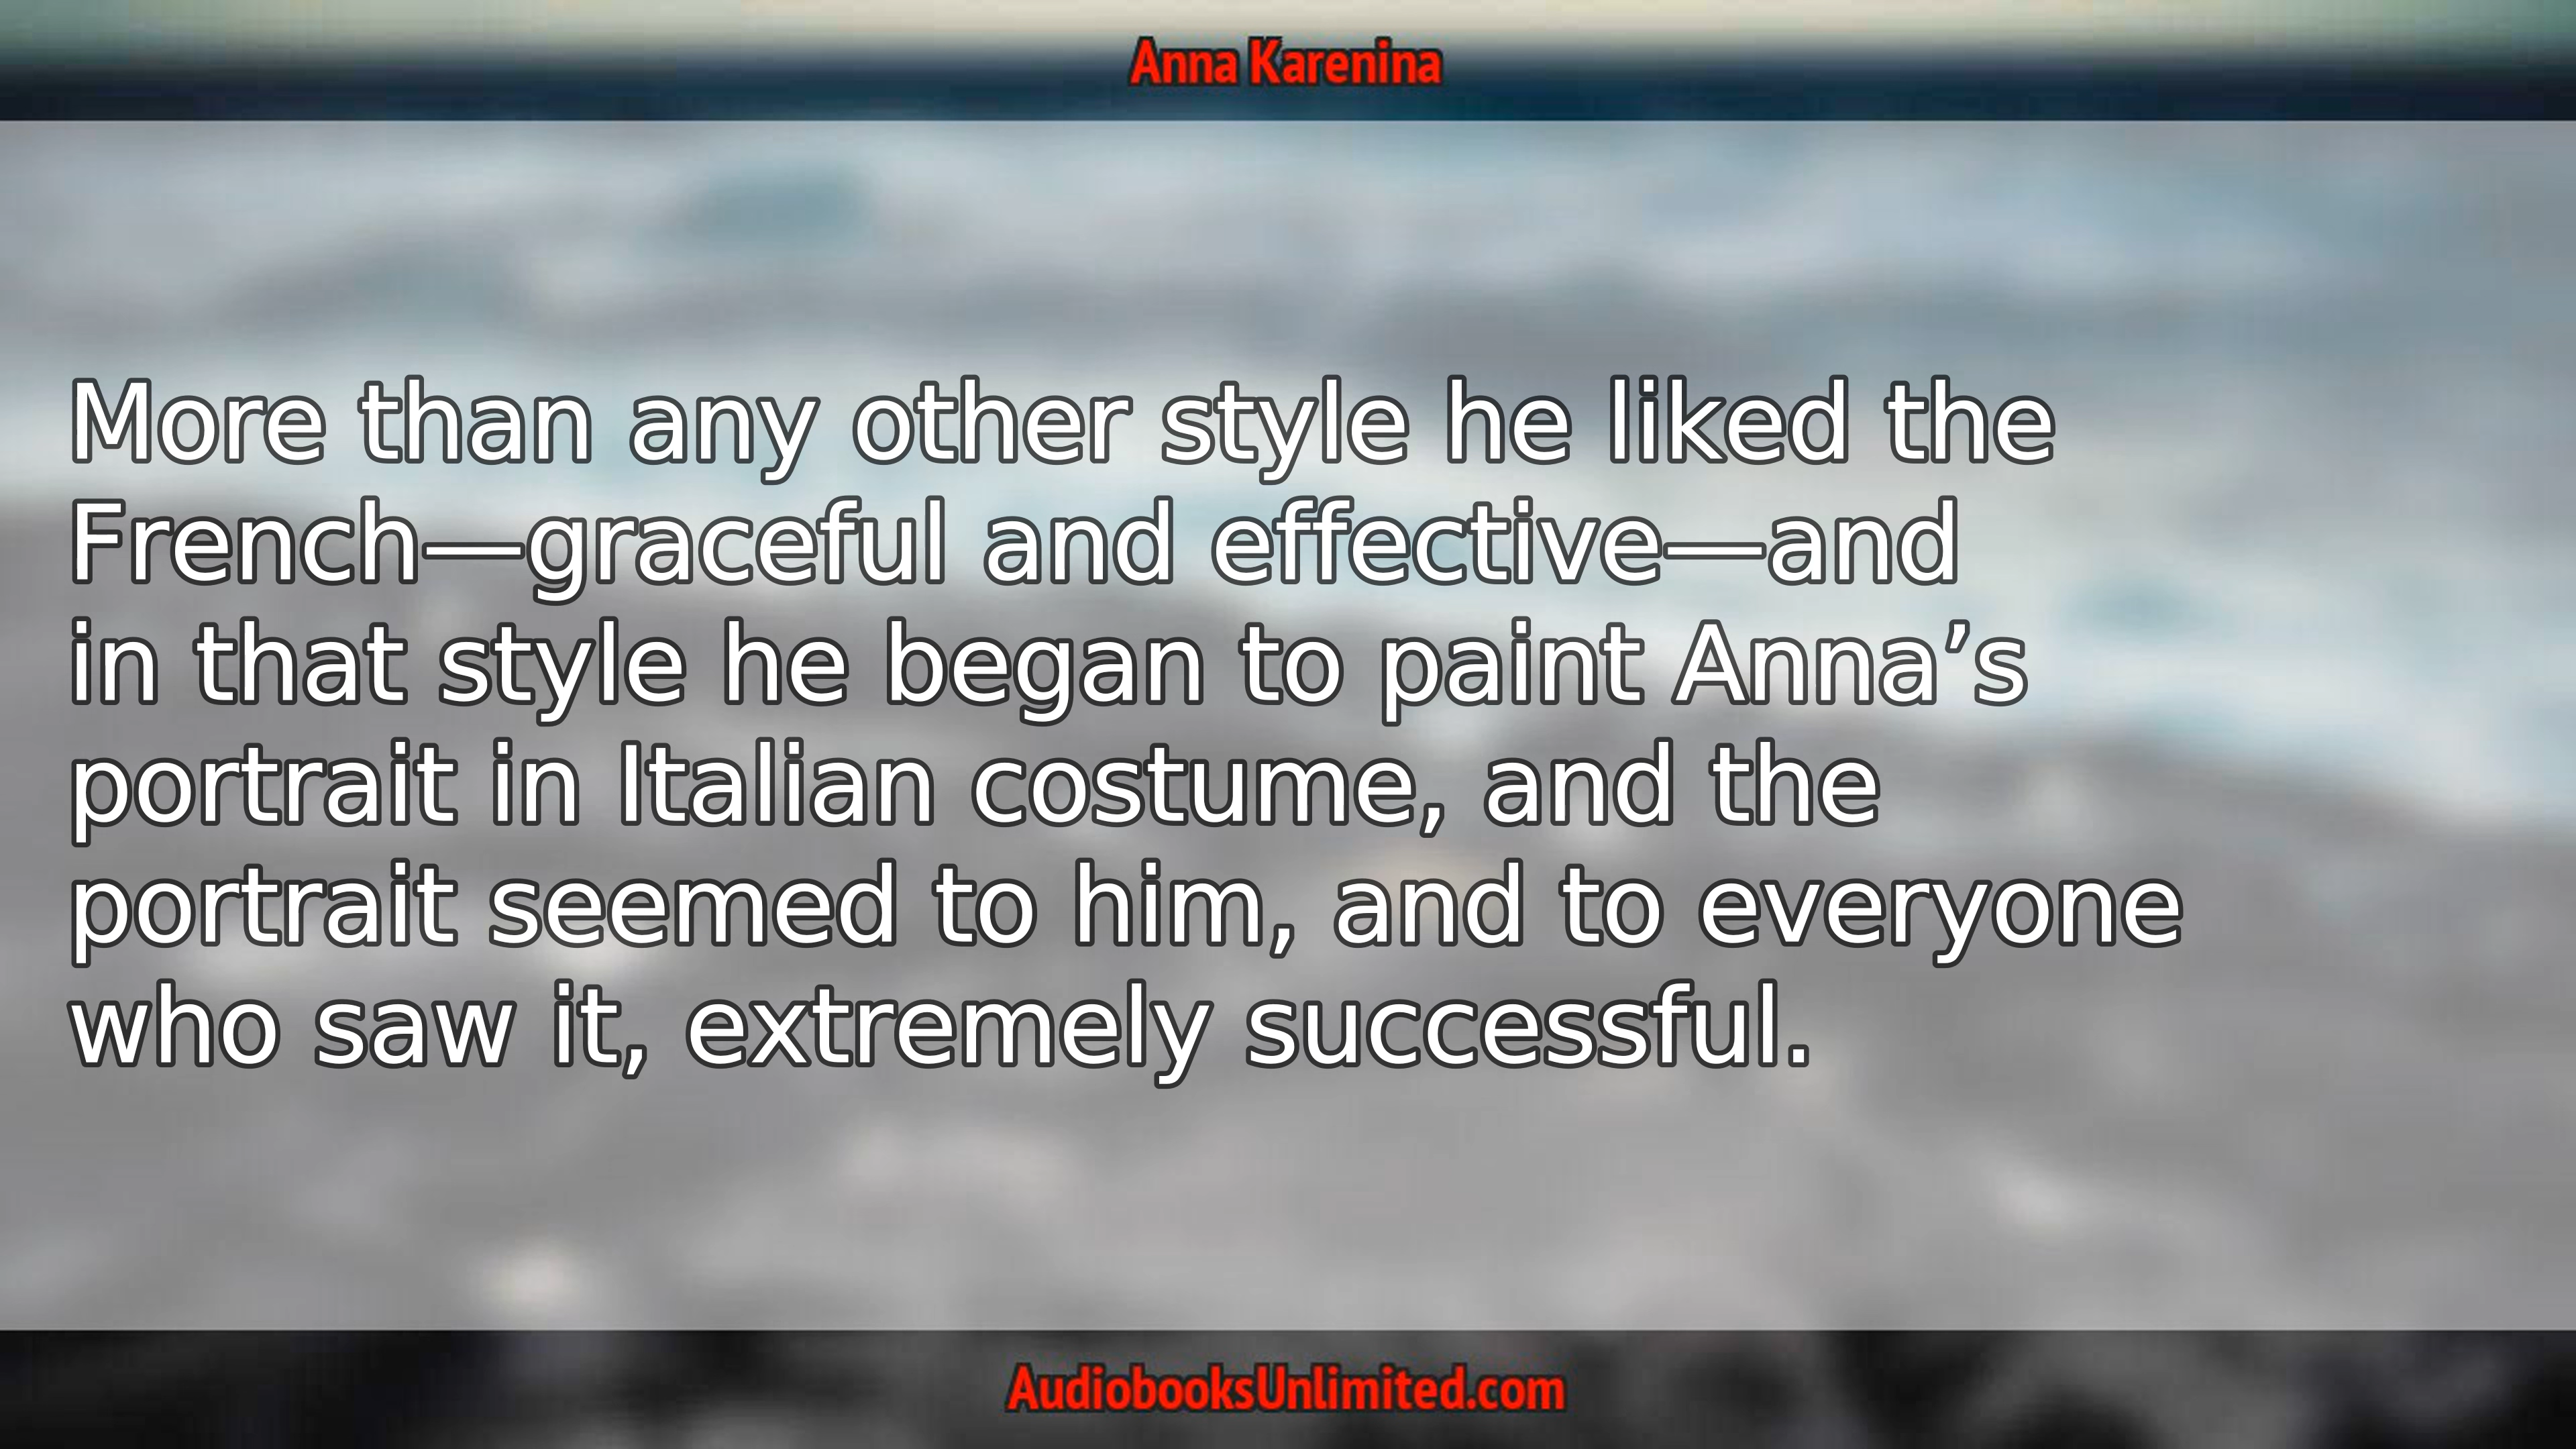 Anna Karenina
More than any other style he liked the
French—graceful and effective—and
in that style he began to paint Anna’s
portrait in Italian costume, and the
portrait seemed to him, and to everyone
who saw it, extremely successful.
AudiobooksUnlimited.com